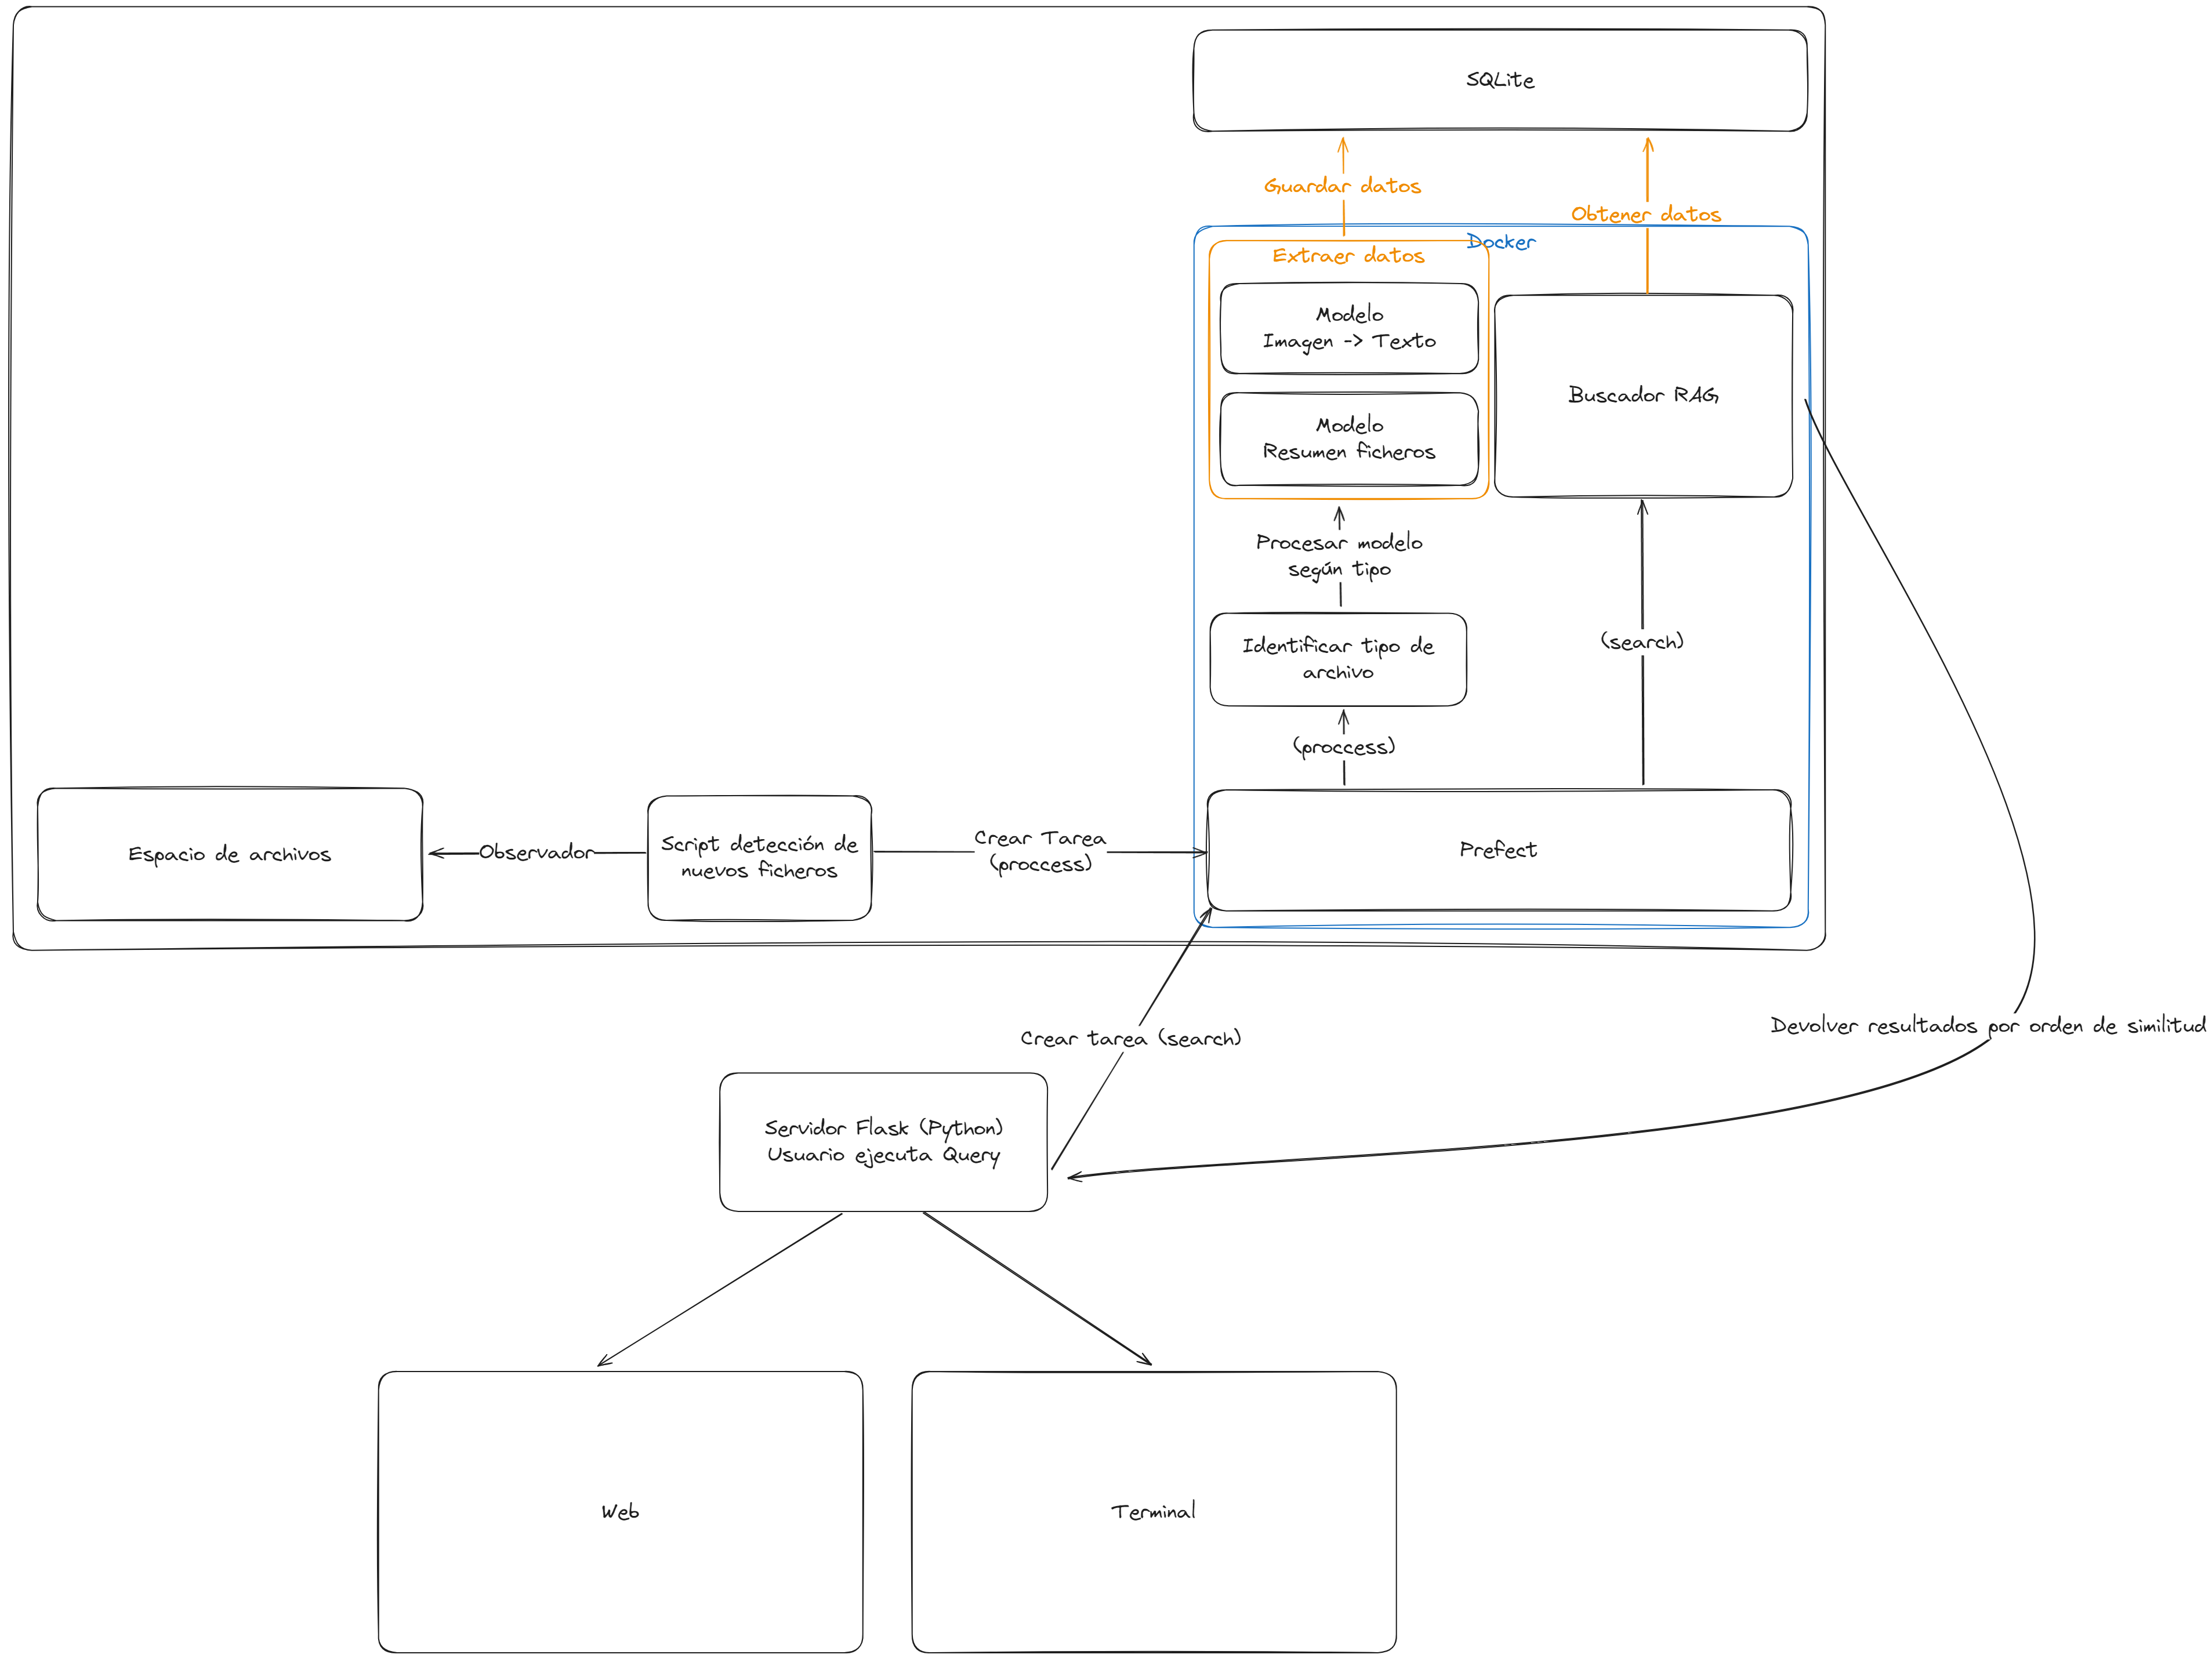 SQLite
Guardar datos
Obtener datos
Docker
Extraer datos
Modelo
Imagen -> Texto
Modelo
Resumen ficheros
Buscador RAG
Procesar modelo
según tipo
Identificar tipo de
archivo
(search)
(proccess)
Espacio de archivos
Observador
Script detección de
nuevos ficheros
Crear Tarea
(proccess)
Prefect
Crear tarea (search)
Devolver resultados por orden de similitud
Servidor Flask (Python)
Usuario ejecuta Query
Web
Terminal